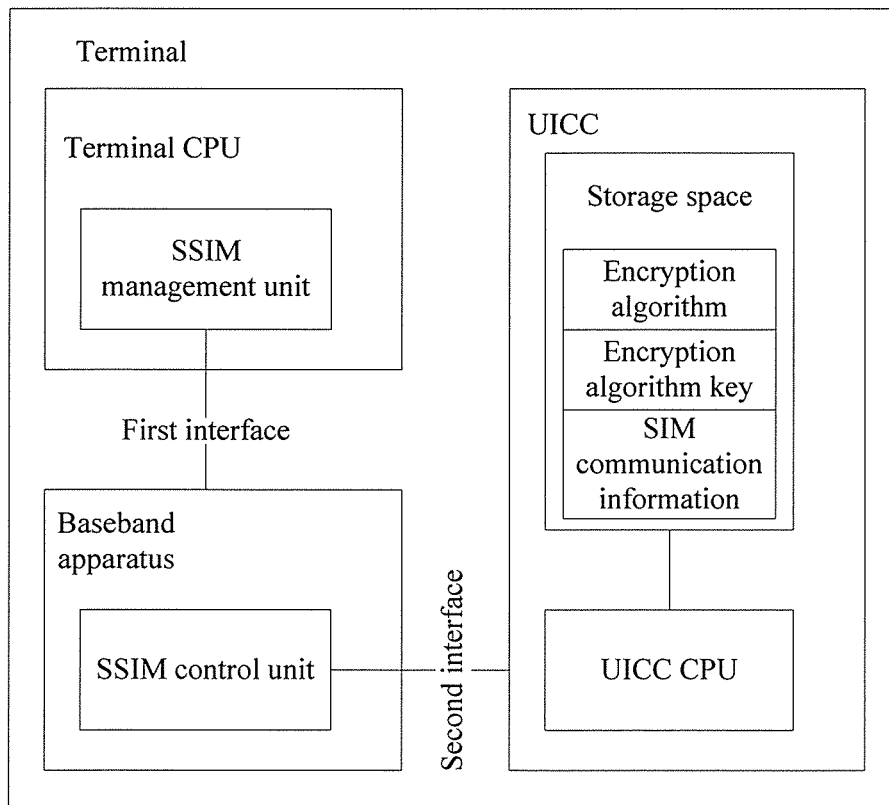 Terminal
Terminal CPU
SSIM
management unit
First interface
Baseband
apparatus
SSIM control unit
Second interface
UICC
Storage space
Encryption
algorithm
Encryption
algorithm key
SIM
communication
information
UICC CPU